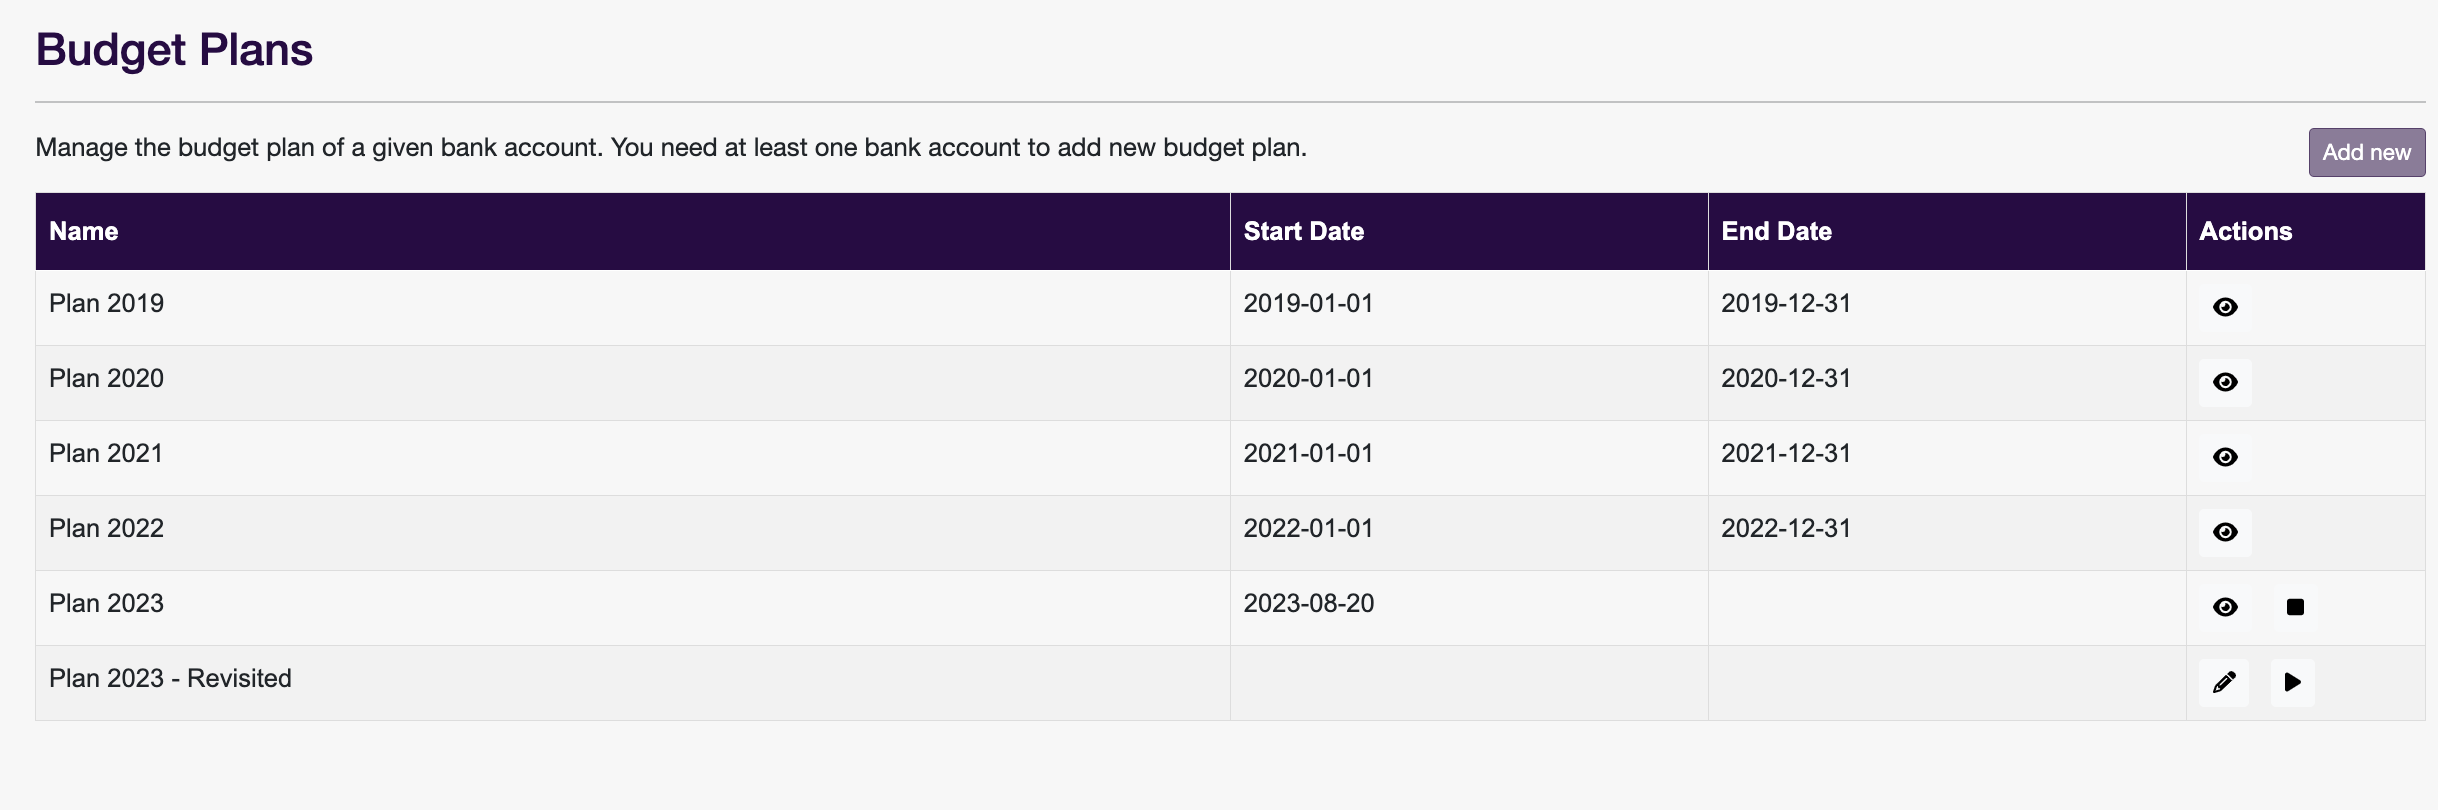 Budget Plans
Manage the budget plan of a given bank account. You need at least one bank account to add new budget plan.
Add new
Name Start Date End Date Actions
Plan 2019 2019-01-01 2019-12-31
Plan 2020 2020-01-01 2020-12-31
Plan 2021 2021-01-01 2021-12-31
Plan 2022 2022-01-01 2022-12-31
Plan 2023 2023-08-20
Plan 2023 - Revisited